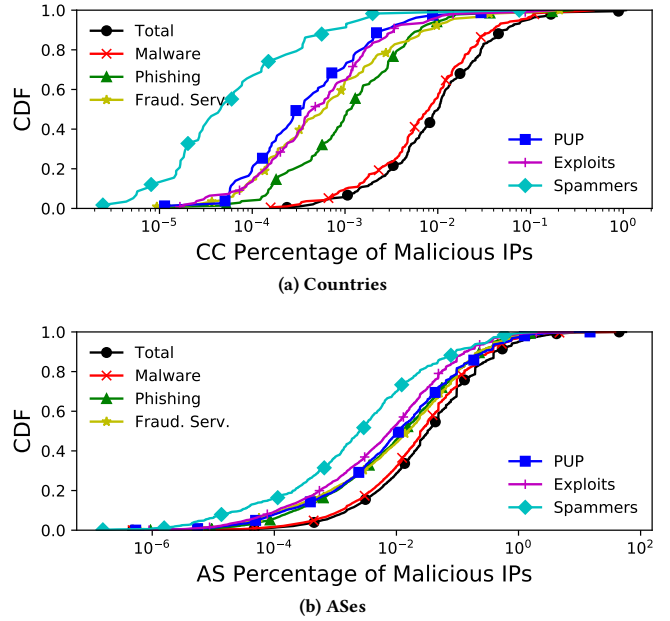 1.0
0.8
0.6
0.4
0.2
0.0
CDF
Total
Malware
Phishing
Fraud. Serv.
PUP
Exploits
Spammers
10⁻⁵ 10⁻⁴ 10⁻³ 10⁻² 10⁻¹ 10⁰
CC Percentage of Malicious IPs
(a) Countries
1.0
0.8
0.6
0.4
0.2
0.0
CDF
Total
Malware
Phishing
Fraud. Serv.
PUP
Exploits
Spammers
10⁻⁶ 10⁻⁴ 10⁻² 10⁰ 10²
AS Percentage of Malicious IPs
(b) ASes